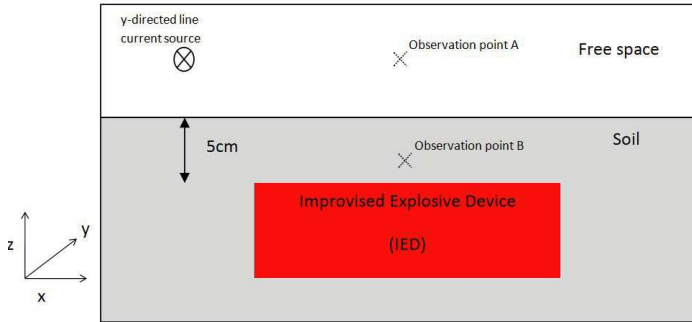 y-directed line
current source
Observation point A
Free space
5cm
Observation point B
Soil
Improvised Explosive Device
(IED)
z
y
x